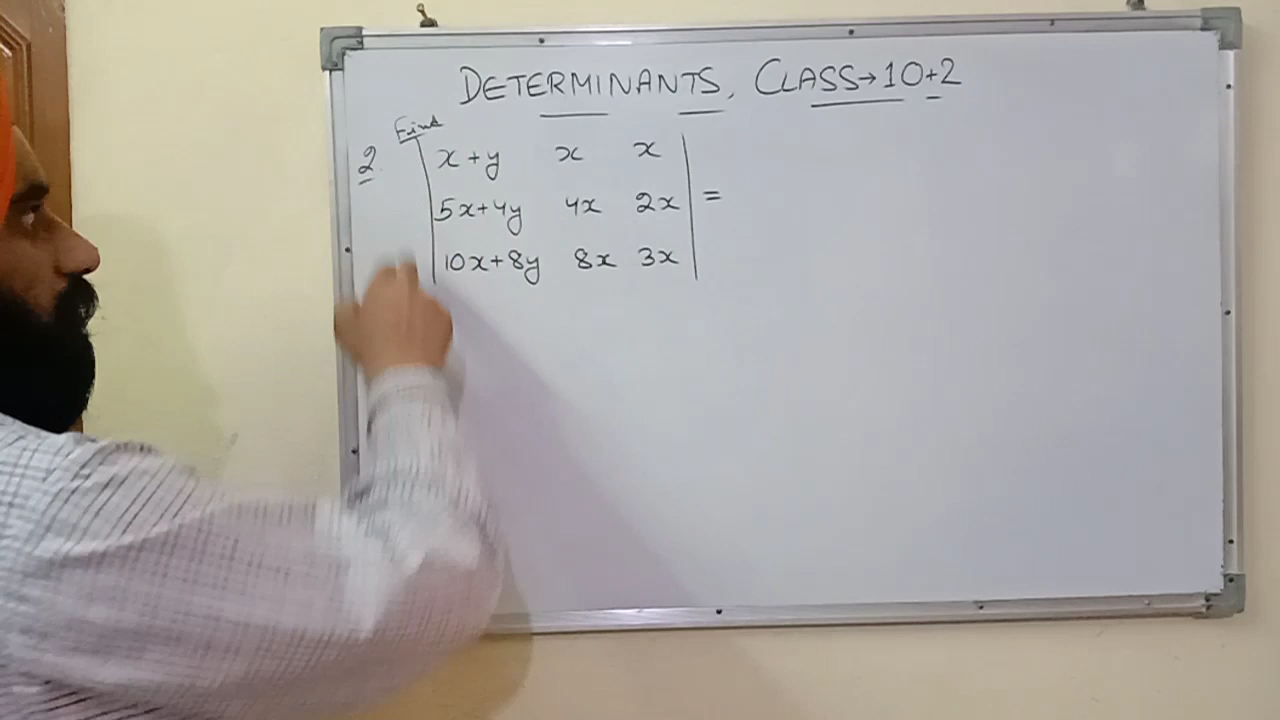 DETERMINANTS, CLASS→10+2
2. Find
x+y x x
5x+4y 4x 2x =
10x+8y 8x 3x